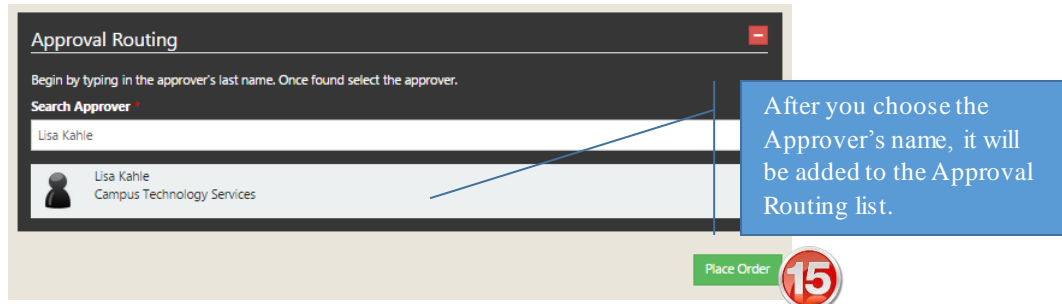 Approval Routing
Begin by typing in the approver's last name. Once found select the approver.
Search Approver *
Lisa Kahle
Lisa Kahle
Campus Technology Services
After you choose the
Approver's name, it will
be added to the Approval
Routing list.
Place Order
15